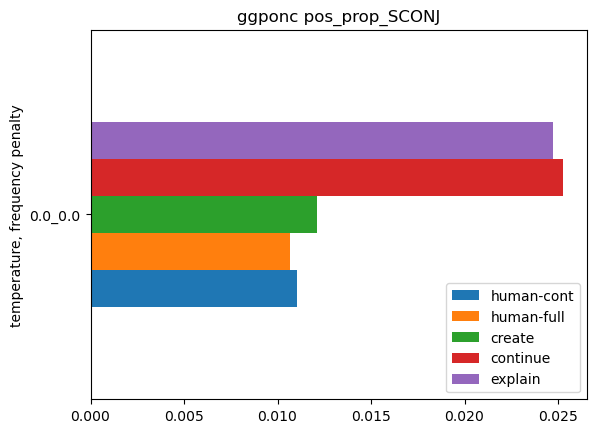 ggponc pos_prop_SCONJ
temperature, frequency penalty
0.0_0.0
human-cont
human-full
create
continue
explain
0.000 0.005 0.010 0.015 0.020 0.025